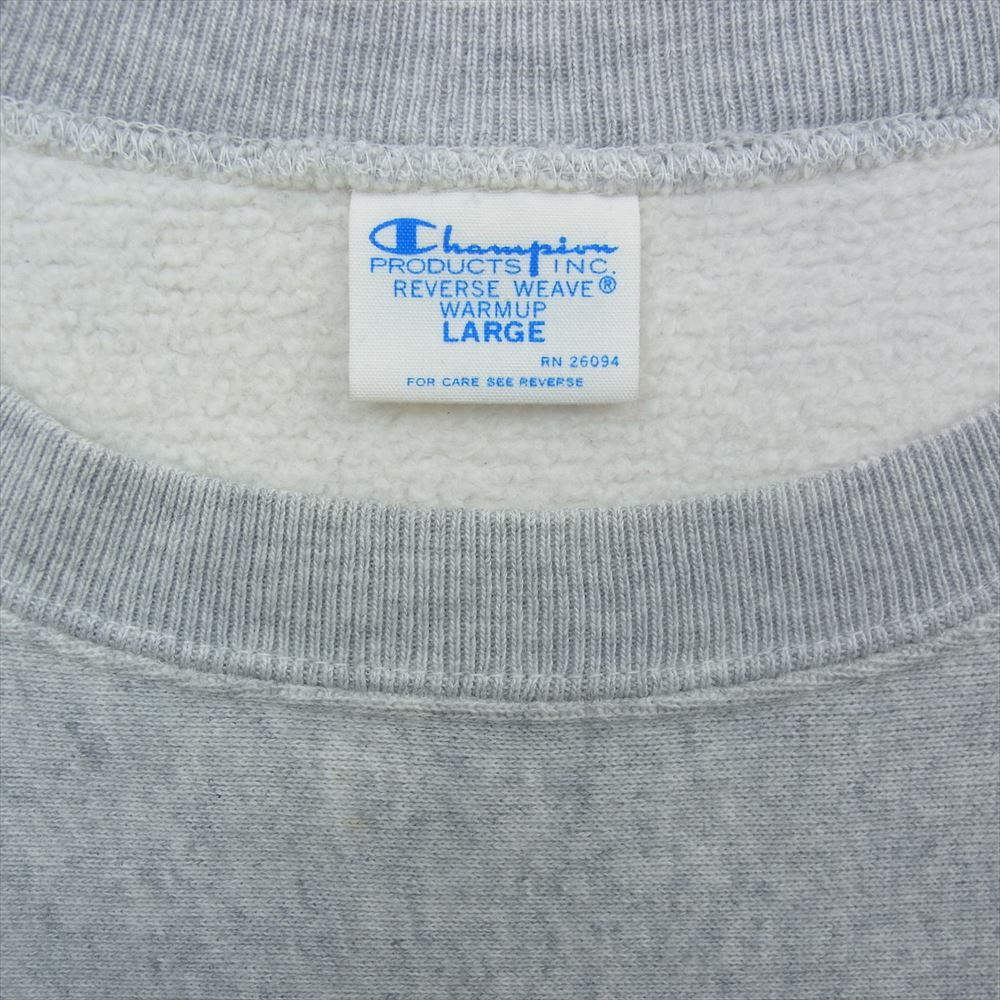 Champion
PRODUCTS INC.
REVERSE WEAVE®
WARMUP
LARGE
RN 26094
FOR CARE SEE REVERSE